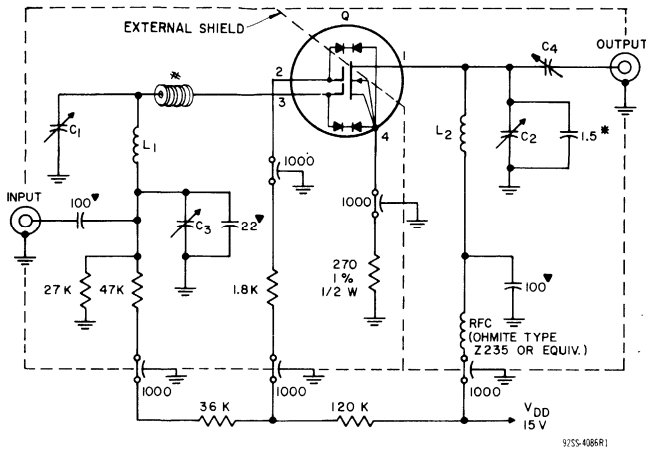 EXTERNAL SHIELD
Q
*
2
3
1
4
C4
OUTPUT
C1
L1
L2
C2
1.5*
1000
1000
INPUT
100▼
C3
22▼
27 K
47K
1.8K
270
1%
1/2 W
100▼
RFC
(OHMITE TYPE
Z235 OR EQUIV.)
1000
1000
1000
36 K
120 K
VDD
15V
92SS-4086R1